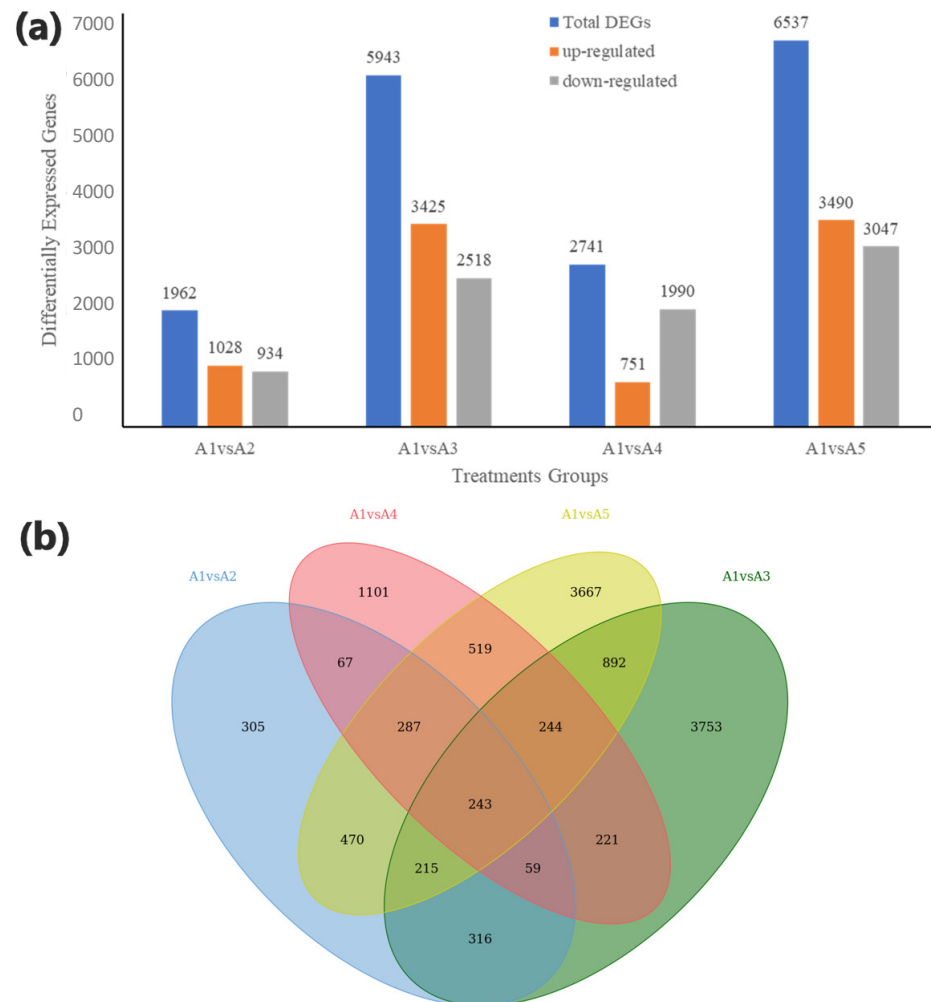 (a)
Differentially Expressed Genes
7000
6000
5000
4000
3000
2000
1000
0
Total DEGs
up-regulated
down-regulated
1962
1028
934
5943
3425
2518
2741
751
1990
6537
3490
3047
A1vsA2
A1vsA3
A1vsA4
A1vsA5
Treatments Groups
(b)
A1vsA4
A1vsA5
A1vsA2
A1vsA3
1101
3667
67
519
892
305
287
244
3753
243
470
221
215
59
316